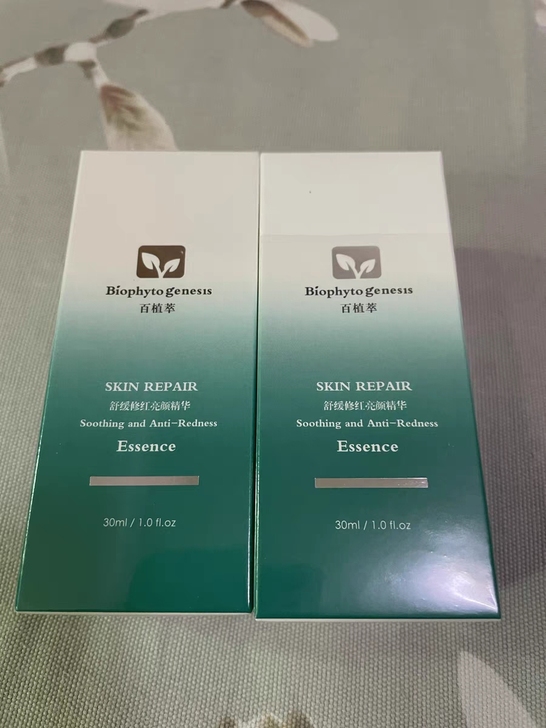 Biophyto genesis
百植萃
SKIN REPAIR
舒缓修红亮颜精华
Soothing and Anti-Redness
Essence
30ml / 1.0 fl.oz
Biophyto genesis
百植萃
SKIN REPAIR
舒缓修红亮颜精华
Soothing and Anti-Redness
Essence
30ml / 1.0 fl.oz